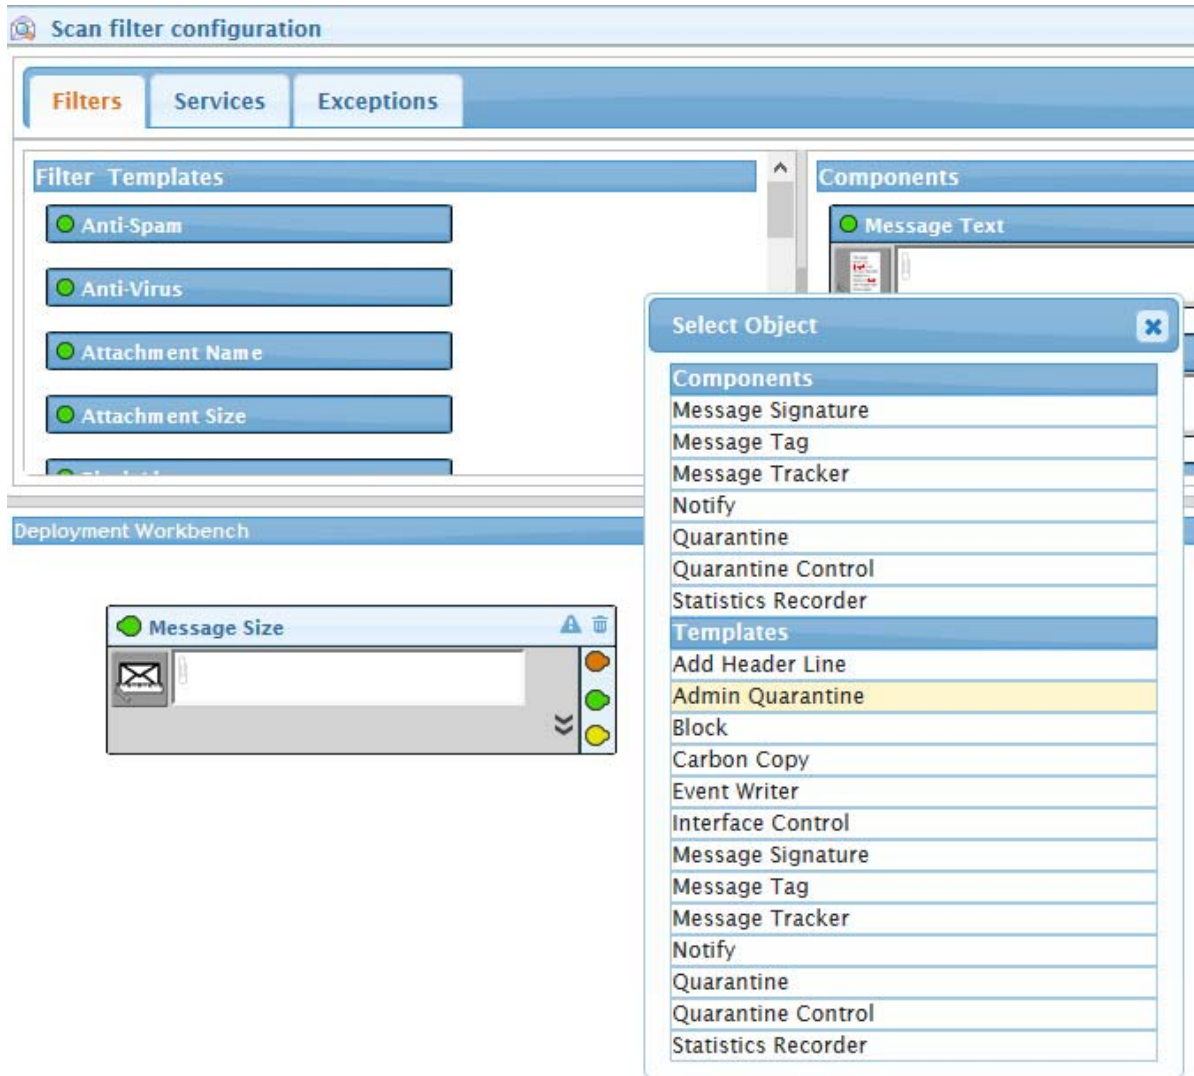 Scan filter configuration
Filters Services Exceptions
Filter Templates
Anti-Spam
Anti-Virus
Attachment Name
Attachment Size
Components
Message Text
Select Object
Components
Message Signature
Message Tag
Message Tracker
Notify
Quarantine
Quarantine Control
Statistics Recorder
Templates
Add Header Line
Admin Quarantine
Block
Carbon Copy
Event Writer
Interface Control
Message Signature
Message Tag
Message Tracker
Notify
Quarantine
Quarantine Control
Statistics Recorder
Deployment Workbench
Message Size